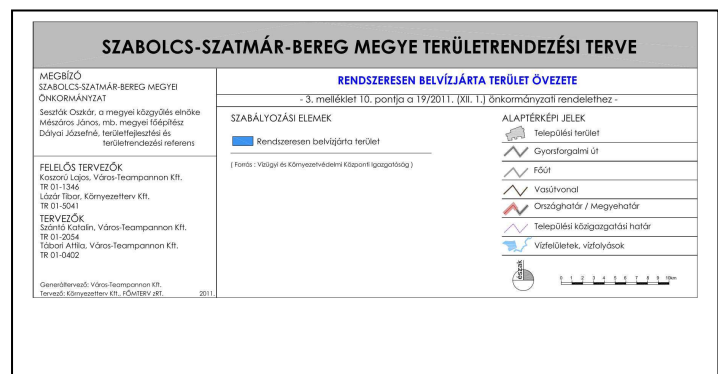 SZABOLCS-SZATMÁR-BEREG MEGYE TERÜLETRENDEZÉSI TERVE
MEGBÍZÓ
SZABOLCS-SZATMÁR-BEREG MEGYEI
ÖNKORMÁNYZAT
Seszták Oszkár, a megyei közgyűlés elnöke
Mészáros János, mb. megyei főépítész
Dályai Józsefné, területfejlesztési és
területrendezési referens
FELELŐS TERVEZŐK
Koszorú Lajos, Város-Teampannon Kft.
TR 01-1346
Lázár Tibor, Környezetterv Kft.
TR 01-5041
TERVEZŐK
Szántó Katalin, Város-Teampannon Kft.
TR 01-2054
Tábori Attila, Város-Teampannon Kft.
TR 01-0402
Generáltervező: Város-Teampannon Kft.
Tervező: Környezetterv Kft., FŐMTERV zRT. 2011.
RENDSZERESEN BELVÍZJÁRTA TERÜLET ÖVEZETE
- 3. melléklet 10. pontja a 19/2011. (XII. 1.) önkormányzati rendelethez -
SZABÁLYOZÁSI ELEMEK
Rendszeresen belvízjárta terület
( Forrás : Vízügyi és Környezetvédelmi Központi Igazgatóság )
ALAPTÉRKÉPI JELEK
Települési terület
Gyorsforgalmi út
Főút
Vasútvonal
Országhatár / Megyehatár
Települési közigazgatási határ
Vízfelületek, vízfolyások
észak
0 1 2 3 4 5 6 7 8 9 10km